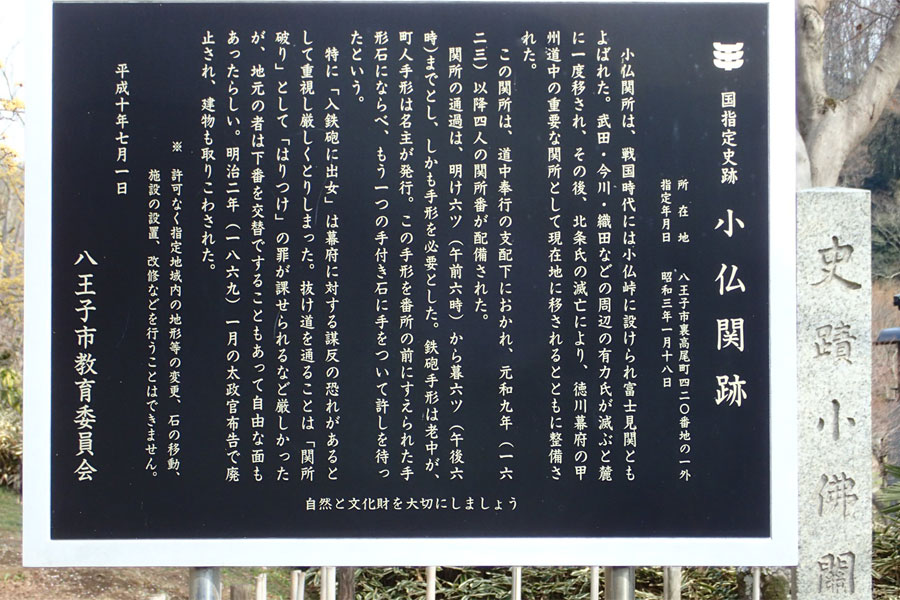 国指定史跡 小仏関跡
所在地 八王子市裏高尾町四二〇番地の一外
指定年月日 昭和三年一月十八日
小仏関所は、戦国時代には小仏峠に設けられ富士見関とも
よばれた。武田・今川・織田などの周辺の有力氏が滅ぶと麓
に一度移され、その後、北条氏の滅亡により、徳川幕府の甲
州道中の重要な関所として現在地に移されるとともに整備さ
れた。
この関所は、道中奉行の支配下におかれ、元和九年(一六
二三)以降四人の関所番が配備された。
関所の通過は、明け六ツ(午前六時)から暮六ツ(午後六
時)までとし、しかも手形を必要とした。鉄砲手形は老中が、
町人手形は名主が発行。この手形を番所の前にすえられた手
形石にならべ、もう一つの手付き石に手をついて許しを待っ
たという。
特に「入鉄砲に出女」は幕府に対する謀反の恐れがあると
して重視し厳しくとりしまった。抜け道を通ることは「関所
破り」として「はりつけ」の罪が課せられるなど厳しかった
が、地元の者は下番を交替ですることもあって自由な面も
あったらしい。明治二年(一八六九)一月の太政官布告で廃
止され、建物も取りこわされた。
※ 許可なく指定地域内の地形等の変更、石の移動、
施設の設置、改修などを行うことはできません。
平成十年七月一日
八王子市教育委員会
自然と文化財を大切にしましょう
史蹟小佛關